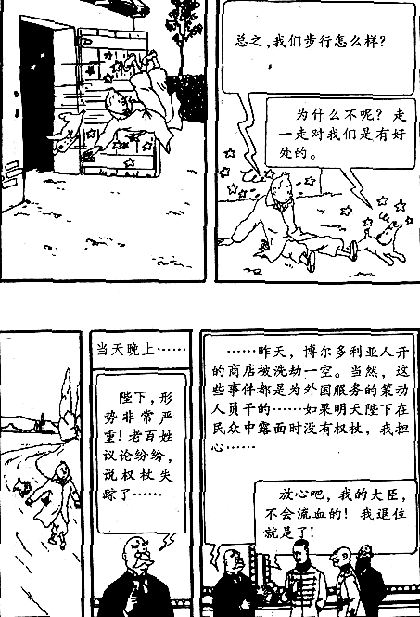 总之,我们步行怎么样?
为什么不呢?走
一走对我们是有好
处的。
当天晚上……
陛下,形
势非常严
重!老百姓
议论纷纷,
说权杖失
踪了……
……昨天,博尔多利亚人开
的商店被洗劫一空。当然,这
些事件都是为外国服务的策动
人员干的……如果明天陛下在
民众中露面时没有权杖,我担
心……
放心吧,我的大臣,
不会流血的!我退位
就是了!